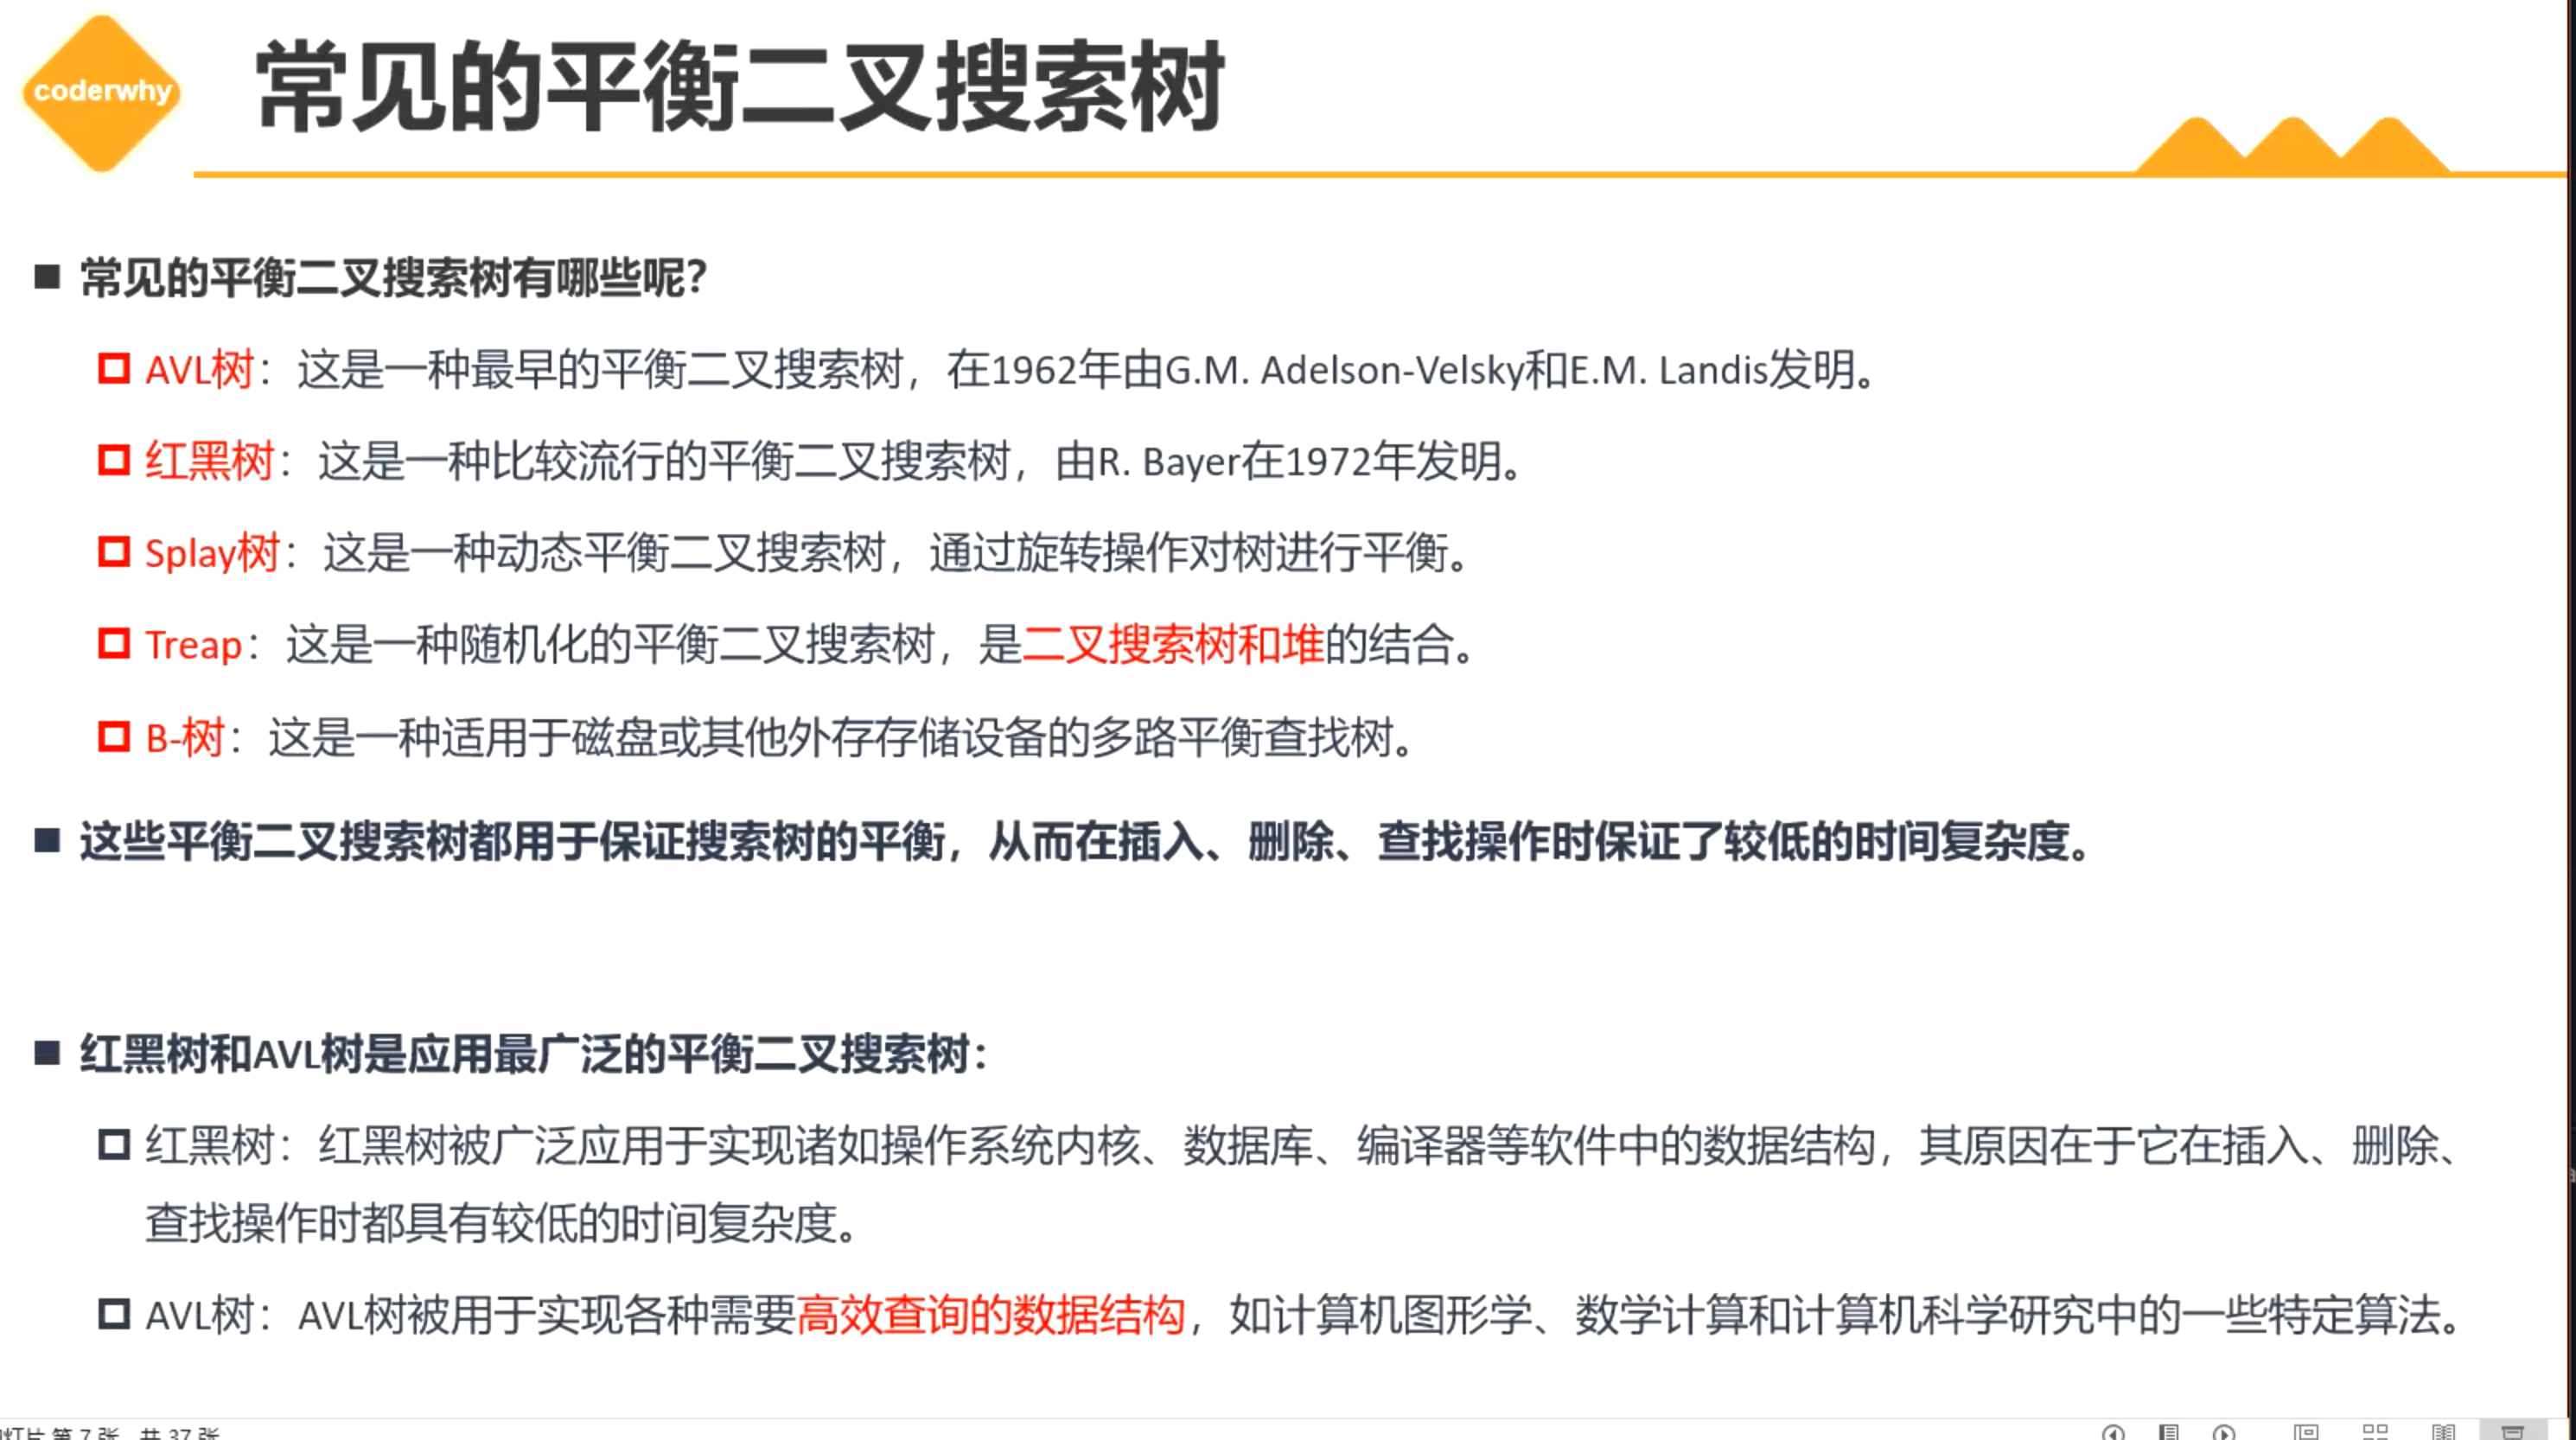 coderwhy
常见的平衡二叉搜索树
常见的平衡二叉搜索树有哪些呢？
AVL树：这是一种最早的平衡二叉搜索树，在1962年由G.M. Adelson-Velsky和E.M. Landis发明。
红黑树：这是一种比较流行的平衡二叉搜索树，由R. Bayer在1972年发明。
Splay树：这是一种动态平衡二叉搜索树，通过旋转操作对树进行平衡。
Treap：这是一种随机化的平衡二叉搜索树，是二叉搜索树和堆的结合。
B-树：这是一种适用于磁盘或其他外存存储设备的多路平衡查找树。
这些平衡二叉搜索树都用于保证搜索树的平衡，从而在插入、删除、查找操作时保证了较低的时间复杂度。
红黑树和AVL树是应用最广泛的平衡二叉搜索树：
红黑树：红黑树被广泛应用于实现诸如操作系统内核、数据库、编译器等软件中的数据结构，其原因在于它在插入、删除、
查找操作时都具有较低的时间复杂度。
AVL树：AVL树被用于实现各种需要高效查询的数据结构，如计算机图形学、数学计算和计算机科学研究中的一些特定算法。
灯片 第 7 张，共 37 张